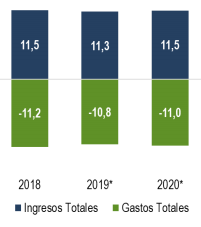 11,5 11,3 11,5
-11,2 -10,8 -11,0
2018 2019* 2020*
Ingresos Totales Gastos Totales